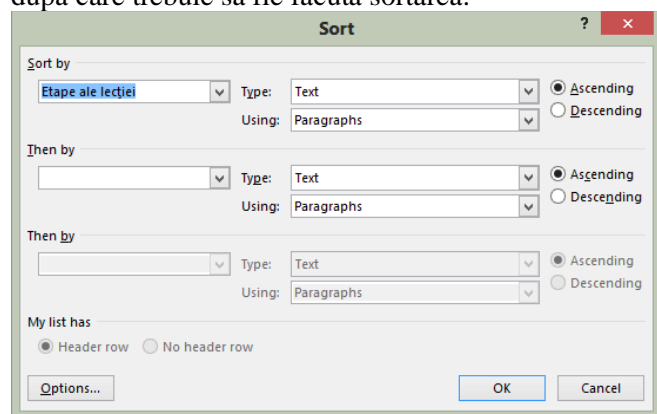 după care trebuie să fie făcută sortarea.
Sort ? ×
Sort by
Etape ale lecției Type: Text Ascending
Using: Paragraphs Descending
Then by
Type: Text Ascending
Using: Paragraphs Descending
Then by
Type: Text Ascending
Using: Paragraphs Descending
My list has
Header row No header row
Options... OK Cancel